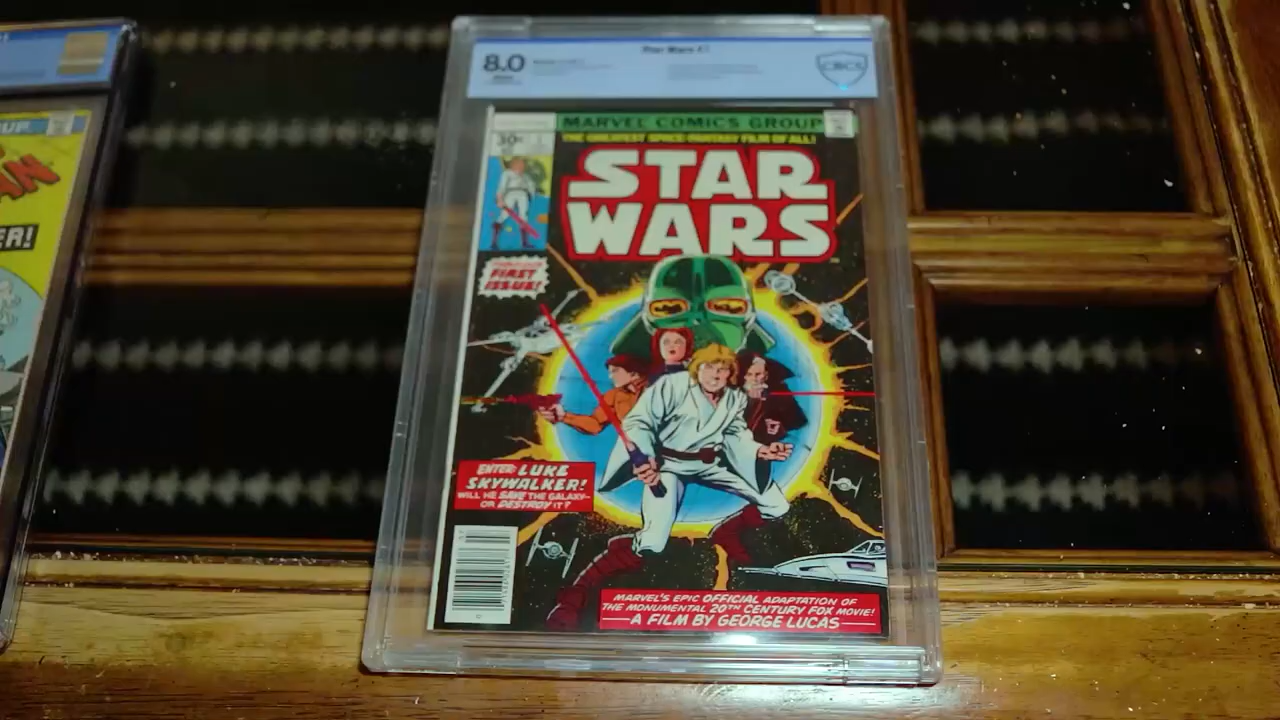 8.0
Star Wars #1
CBCS
30¢
MARVEL COMICS GROUP
THE GREATEST SPACE FANTASY FILM OF ALL!
STAR
WARS
FIRST
ISSUE!
ENTER: LUKE
SKYWALKER!
WILL HE SAVE THE GALAXY—
OR DESTROY IT?
MARVEL'S EPIC OFFICIAL ADAPTATION OF
THE MONUMENTAL 20TH CENTURY FOX MOVIE!
—A FILM BY GEORGE LUCAS—
UP
AN
ER!